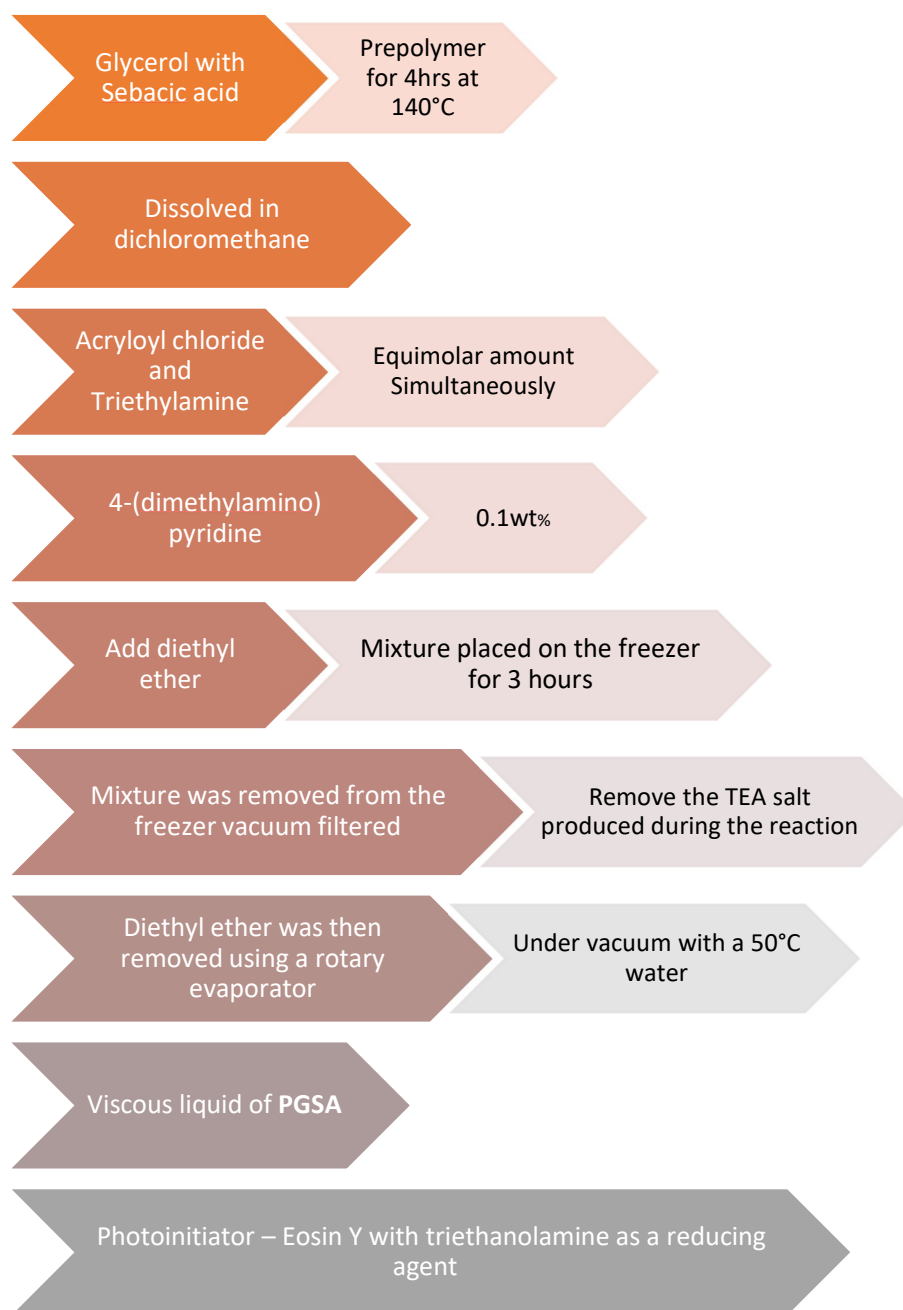 Glycerol with
Sebacic acid
Prepolymer
for 4hrs at
140°C
Dissolved in
dichloromethane
Acryloyl chloride
and
Triethylamine
Equimolar amount
Simultaneously
4-(dimethylamino)
pyridine
0.1wt%
Add diethyl
ether
Mixture placed on the freezer
for 3 hours
Mixture was removed from the
freezer vacuum filtered
Remove the TEA salt
produced during the reaction
Diethyl ether was then
removed using a rotary
evaporator
Under vacuum with a 50°C
water
Viscous liquid of PGSA
Photoinitiator – Eosin Y with triethanolamine as a reducing
agent